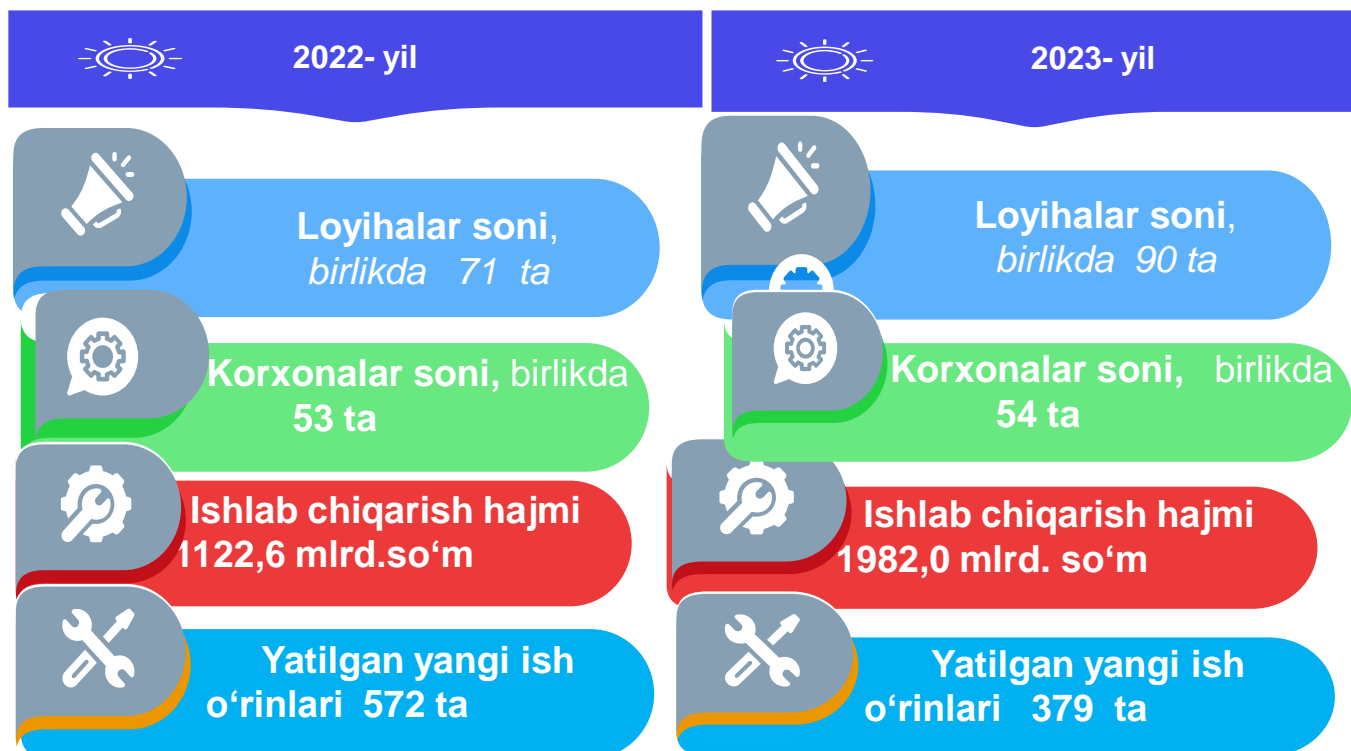 2022- yil
Loyihalar soni,
birlikda 71 ta
Korxonalar soni, birlikda
53 ta
Ishlab chiqarish hajmi
1122,6 mlrd.so‘m
Yatilgan yangi ish
o‘rinlari 572 ta
2023- yil
Loyihalar soni,
birlikda 90 ta
Korxonalar soni, birlikda
54 ta
Ishlab chiqarish hajmi
1982,0 mlrd. so‘m
Yatilgan yangi ish
o‘rinlari 379 ta